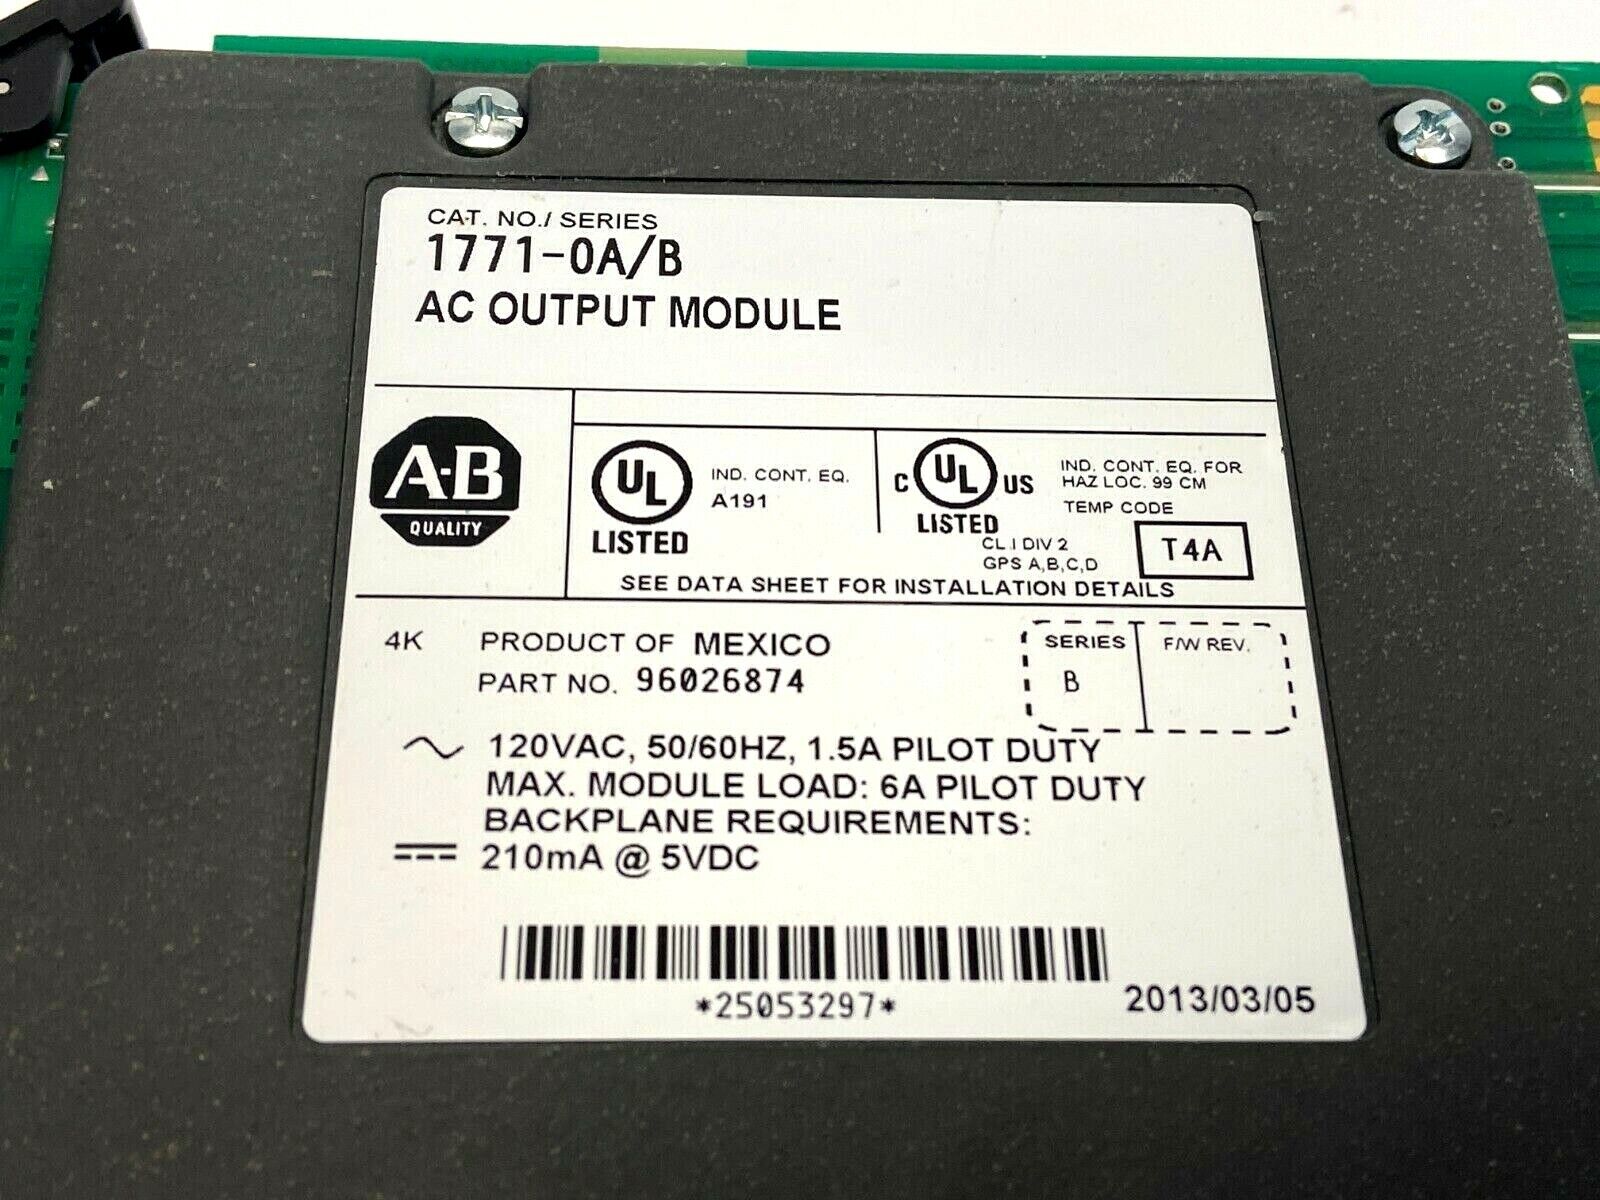 CAT. NO./ SERIES
1771-0A/B
AC OUTPUT MODULE
A-B
QUALITY
UL
LISTED
IND. CONT. EQ.
A191
C UL US
LISTED
IND. CONT. EQ. FOR
HAZ LOC. 99 CM
TEMP CODE
CL I DIV 2
GPS A,B,C,D
T4A
SEE DATA SHEET FOR INSTALLATION DETAILS
4K PRODUCT OF MEXICO
PART NO. 96026874
SERIES F/W REV.
B
120VAC, 50/60HZ, 1.5A PILOT DUTY
MAX. MODULE LOAD: 6A PILOT DUTY
BACKPLANE REQUIREMENTS:
210mA @ 5VDC
*25053297*
2013/03/05